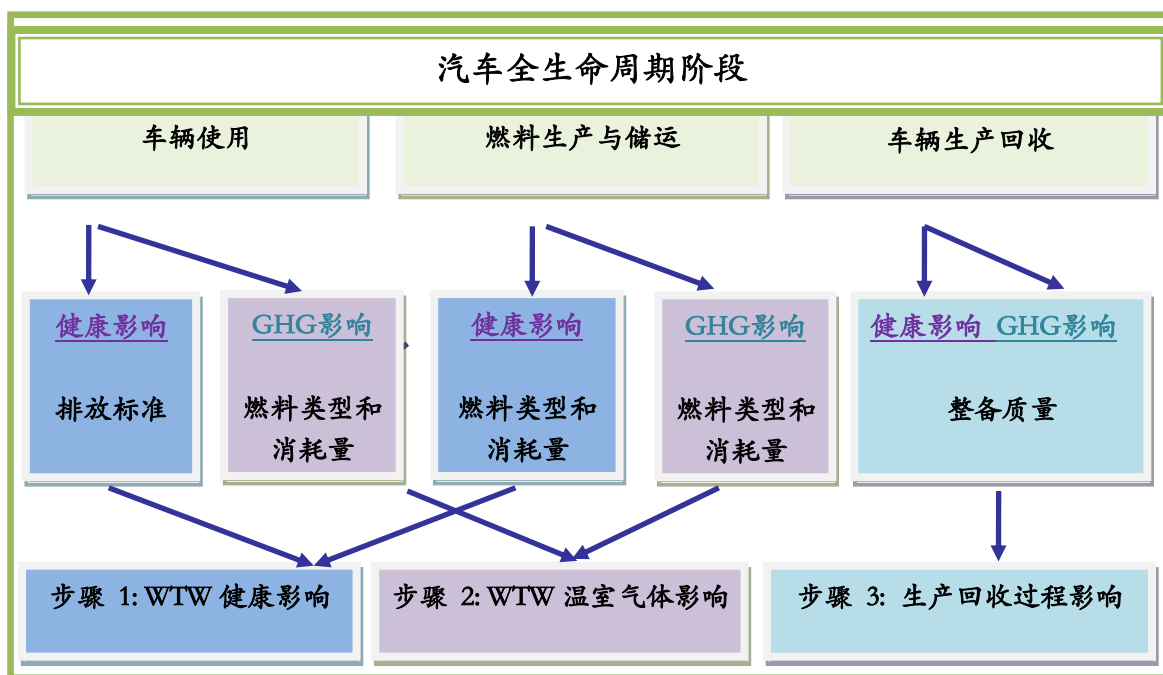 汽车全生命周期阶段
车辆使用
燃料生产与储运
车辆生产回收
健康影响
排放标准
GHG影响
燃料类型和
消耗量
健康影响
燃料类型和
消耗量
GHG影响
燃料类型和
消耗量
健康影响 GHG影响
整备质量
步骤 1: WTW 健康影响
步骤 2: WTW 温室气体影响
步骤 3: 生产回收过程影响